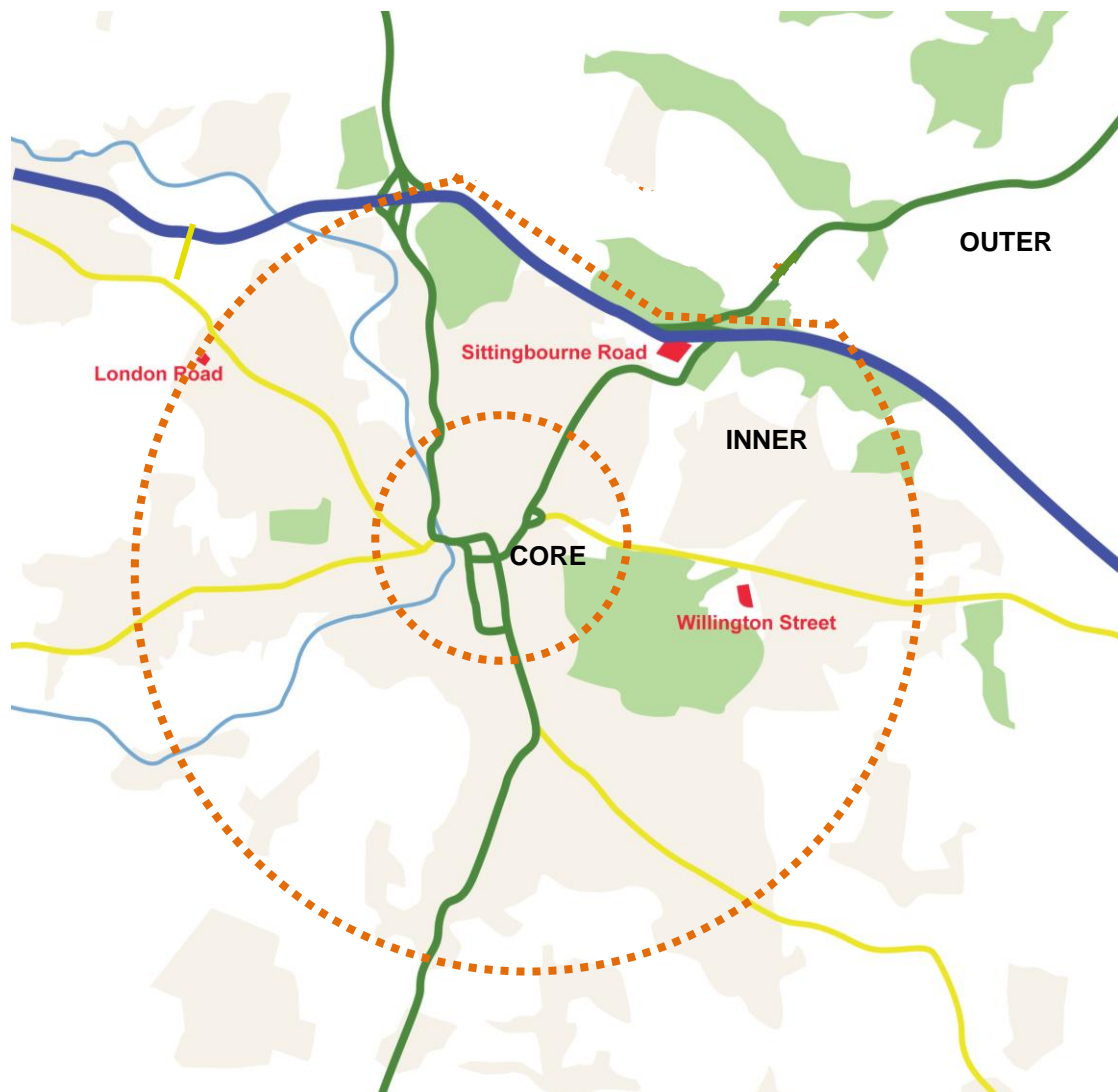 OUTER
Sittingbourne Road
London Road
INNER
CORE
Willington Street